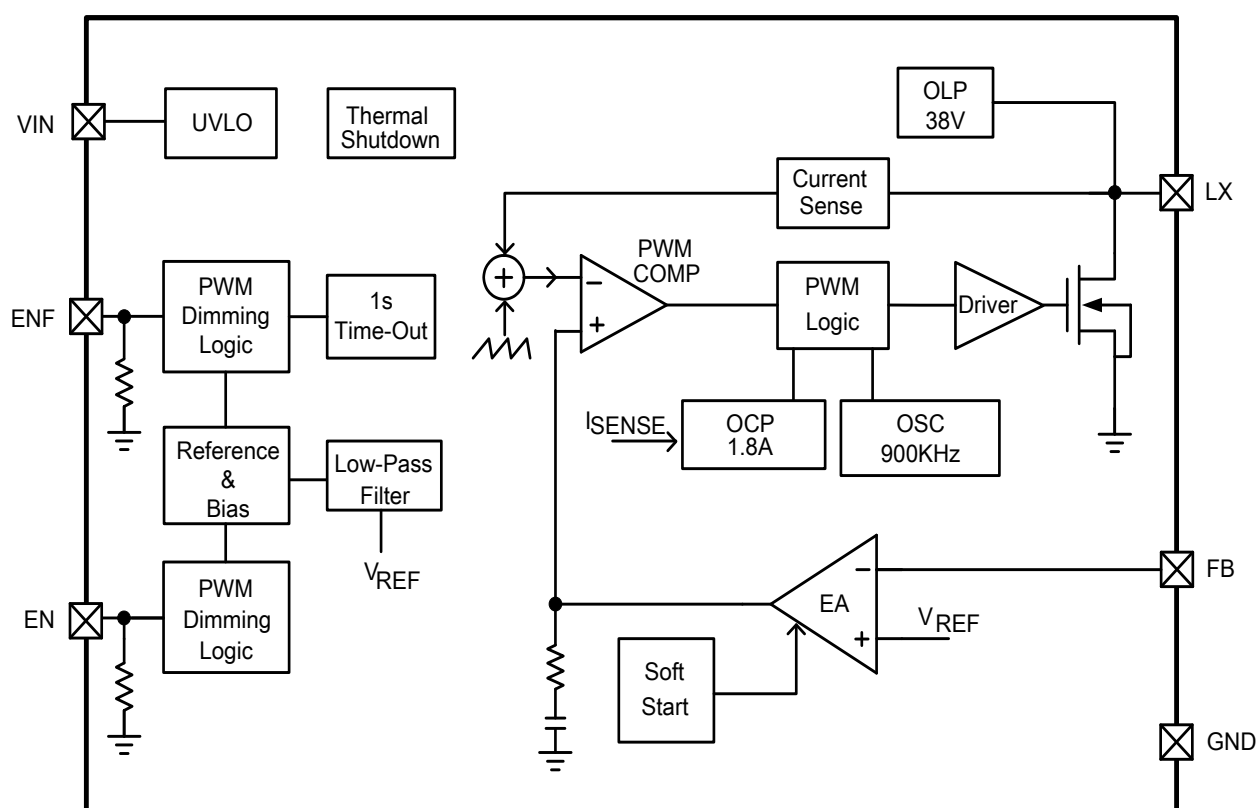 OLP
38V
VIN
UVLO
Thermal
Shutdown
Current
Sense
LX
PWM
COMP
PWM
Dimming
Logic
1s
Time-Out
+
−
+
PWM
Logic
Driver
ENF
ISENSE
OCP
1.8A
OSC
900KHz
Reference
&
Bias
Low-Pass
Filter
VREF
EN
PWM
Dimming
Logic
−
EA
+
VREF
FB
Soft
Start
GND